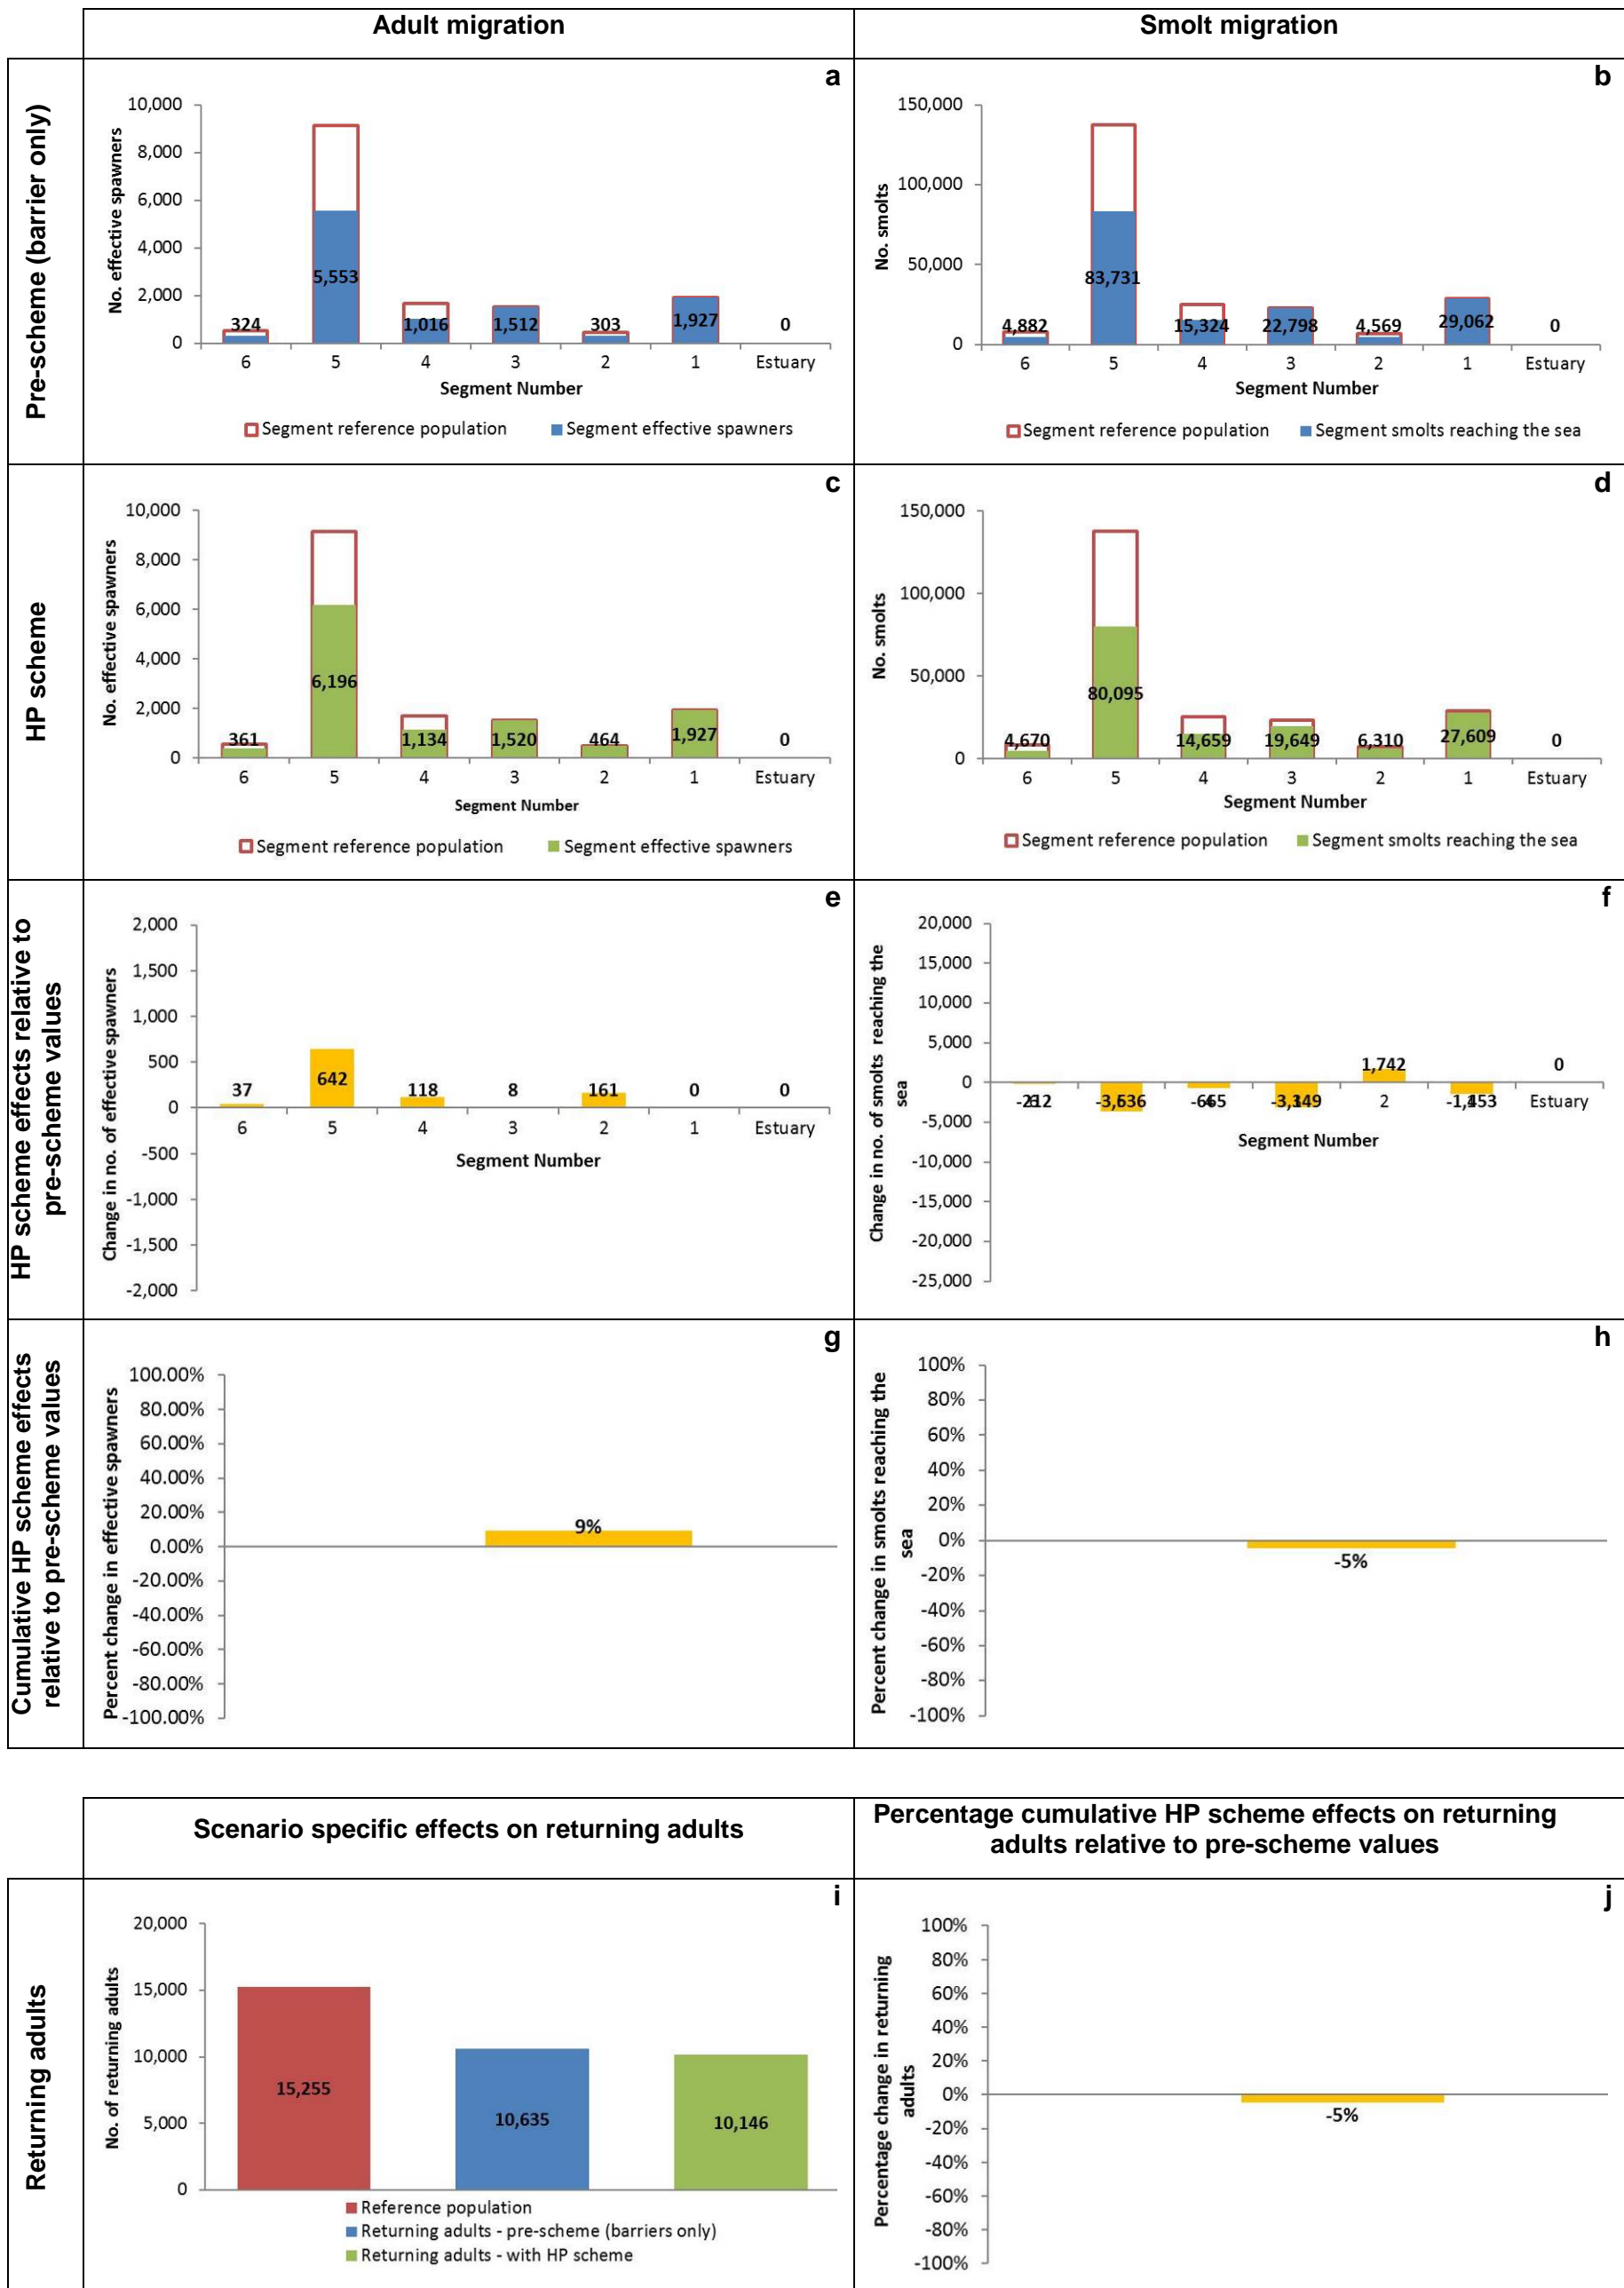 Adult migration
Smolt migration
Pre-scheme (barrier only)
a
No. effective spawners
10,000
8,000
6,000
4,000
2,000
0
324
5,553
1,016
1,512
303
1,927
0
6 5 4 3 2 1 Estuary
Segment Number
Segment reference population Segment effective spawners
b
No. smolts
150,000
100,000
50,000
0
4,882
83,731
15,324
22,798
4,569
29,062
0
6 5 4 3 2 1 Estuary
Segment Number
Segment reference population Segment smolts reaching the sea
HP scheme
c
No. effective spawners
10,000
8,000
6,000
4,000
2,000
0
361
6,196
1,134
1,520
464
1,927
0
6 5 4 3 2 1 Estuary
Segment Number
Segment reference population Segment effective spawners
d
No. smolts
150,000
100,000
50,000
0
4,670
80,095
14,659
19,649
6,310
27,609
0
6 5 4 3 2 1 Estuary
Segment Number
Segment reference population Segment smolts reaching the sea
HP scheme effects relative to
pre-scheme values
e
Change in no. of effective spawners
2,000
1,500
1,000
500
0
-500
-1,000
-1,500
-2,000
37
642
118
8
161
0
0
6 5 4 3 2 1 Estuary
Segment Number
f
Change in no. of smolts reaching the
sea
20,000
15,000
10,000
5,000
0
-5,000
-10,000
-15,000
-20,000
-25,000
-212
-3,636
-665
-3,149
1,742
-1,453
0
2 Estuary
Segment Number
Cumulative HP scheme effects
relative to pre-scheme values
g
Percent change in effective spawners
100.00%
80.00%
60.00%
40.00%
20.00%
0.00%
-20.00%
-40.00%
-60.00%
-80.00%
-100.00%
9%
h
Percent change in smolts reaching the
sea
100%
80%
60%
40%
20%
0%
-20%
-40%
-60%
-80%
-100%
-5%
Scenario specific effects on returning adults
Percentage cumulative HP scheme effects on returning
adults relative to pre-scheme values
Returning adults
i
No. of returning adults
20,000
15,000
10,000
5,000
0
15,255
10,635
10,146
Reference population
Returning adults - pre-scheme (barriers only)
Returning adults - with HP scheme
j
Percentage change in returning
adults
100%
80%
60%
40%
20%
0%
-20%
-40%
-60%
-80%
-100%
-5%